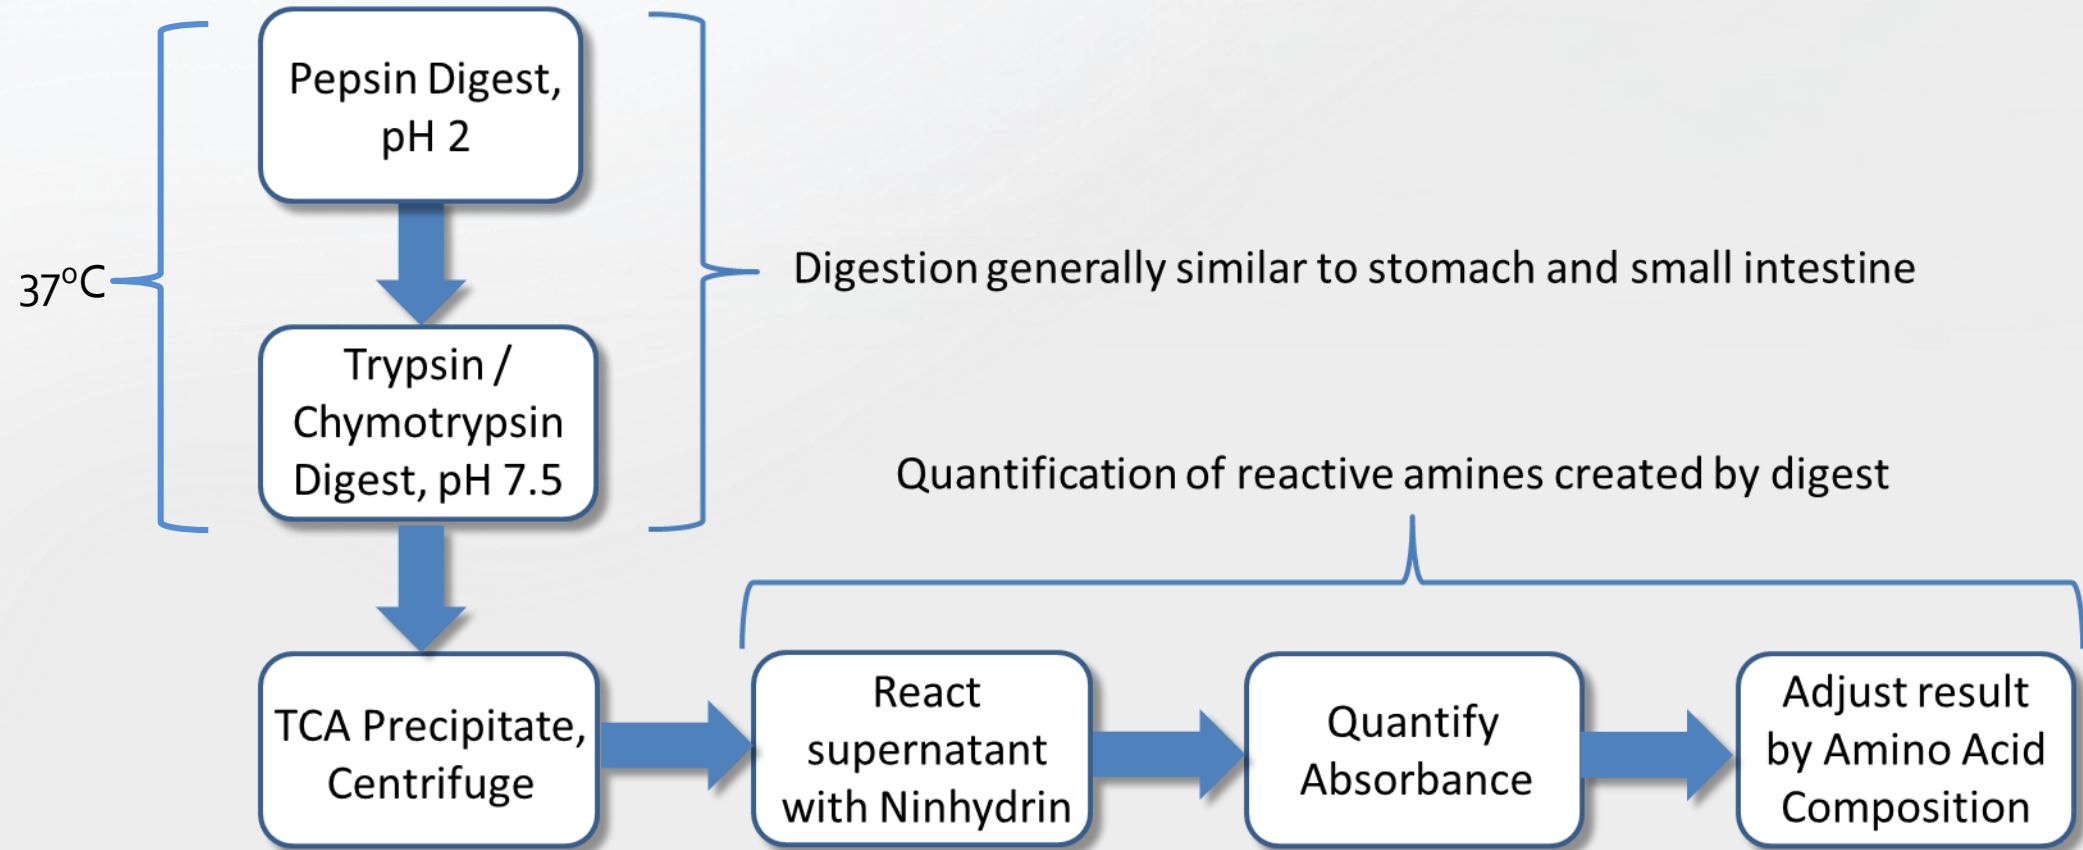 Pepsin Digest,
pH 2
37°C
Digestion generally similar to stomach and small intestine
Trypsin /
Chymotrypsin
Digest, pH 7.5
Quantification of reactive amines created by digest
TCA Precipitate,
Centrifuge
React
supernatant
with Ninhydrin
Quantify
Absorbance
Adjust result
by Amino Acid
Composition